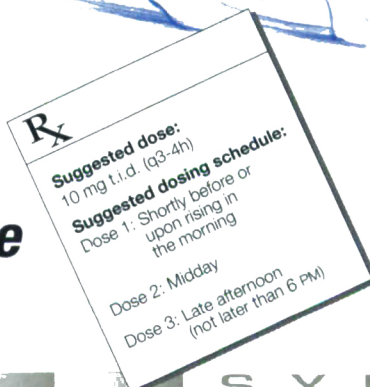 Rx
Suggested dose:
10 mg t.i.d. (q3-4h)
Suggested dosing schedule:
Dose 1: Shortly before or
upon rising in
the morning
Dose 2: Midday
Dose 3: Late afternoon
(not later than 6 PM)
e
S Y